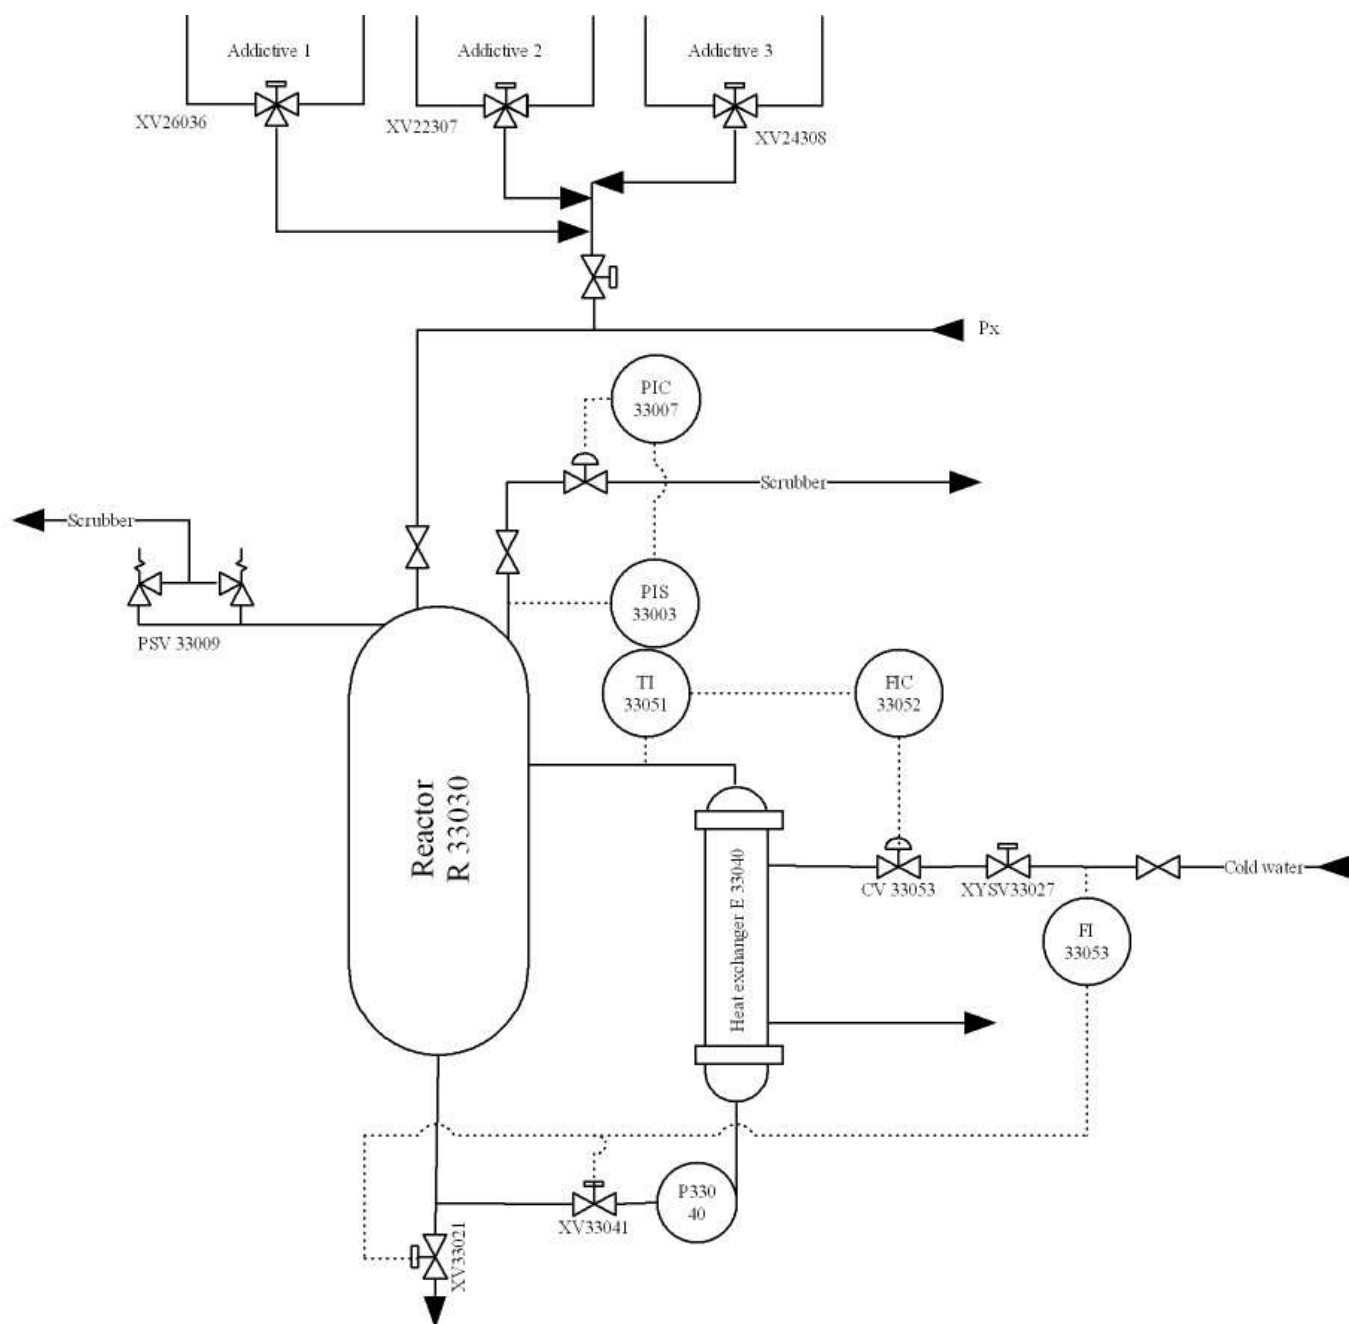 Addictive 1
Addictive 2
Addictive 3
XV26036
XV22307
XV24308
Px
PIC
33007
Scrubber
Scrubber
PSV 33009
PIS
33003
TI
33051
FIC
33052
Reactor
R 33030
Heat exchanger E 33040
CV 33053
XYSV33027
Cold water
FI
33053
P330
40
XV33041
XV33021